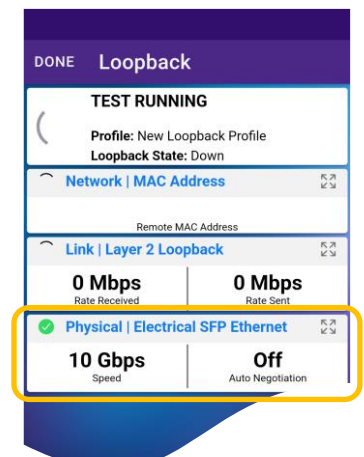 DONE Loopback
TEST RUNNING
Profile: New Loopback Profile
Loopback State: Down
Network | MAC Address
Remote MAC Address
Link | Layer 2 Loopback
0 Mbps 0 Mbps
Rate Received Rate Sent
Physical | Electrical SFP Ethernet
10 Gbps Off
Speed Auto Negotiation